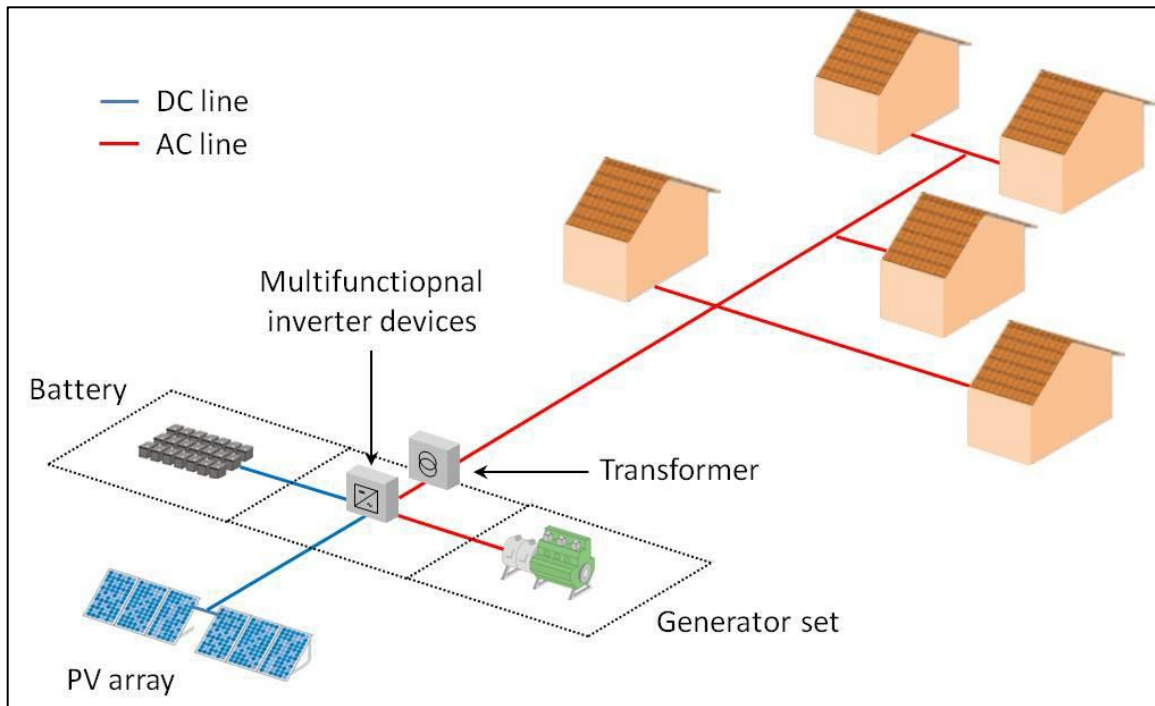 DC line
AC line
Multifunctiopnal
inverter devices
Battery
Transformer
Generator set
PV array